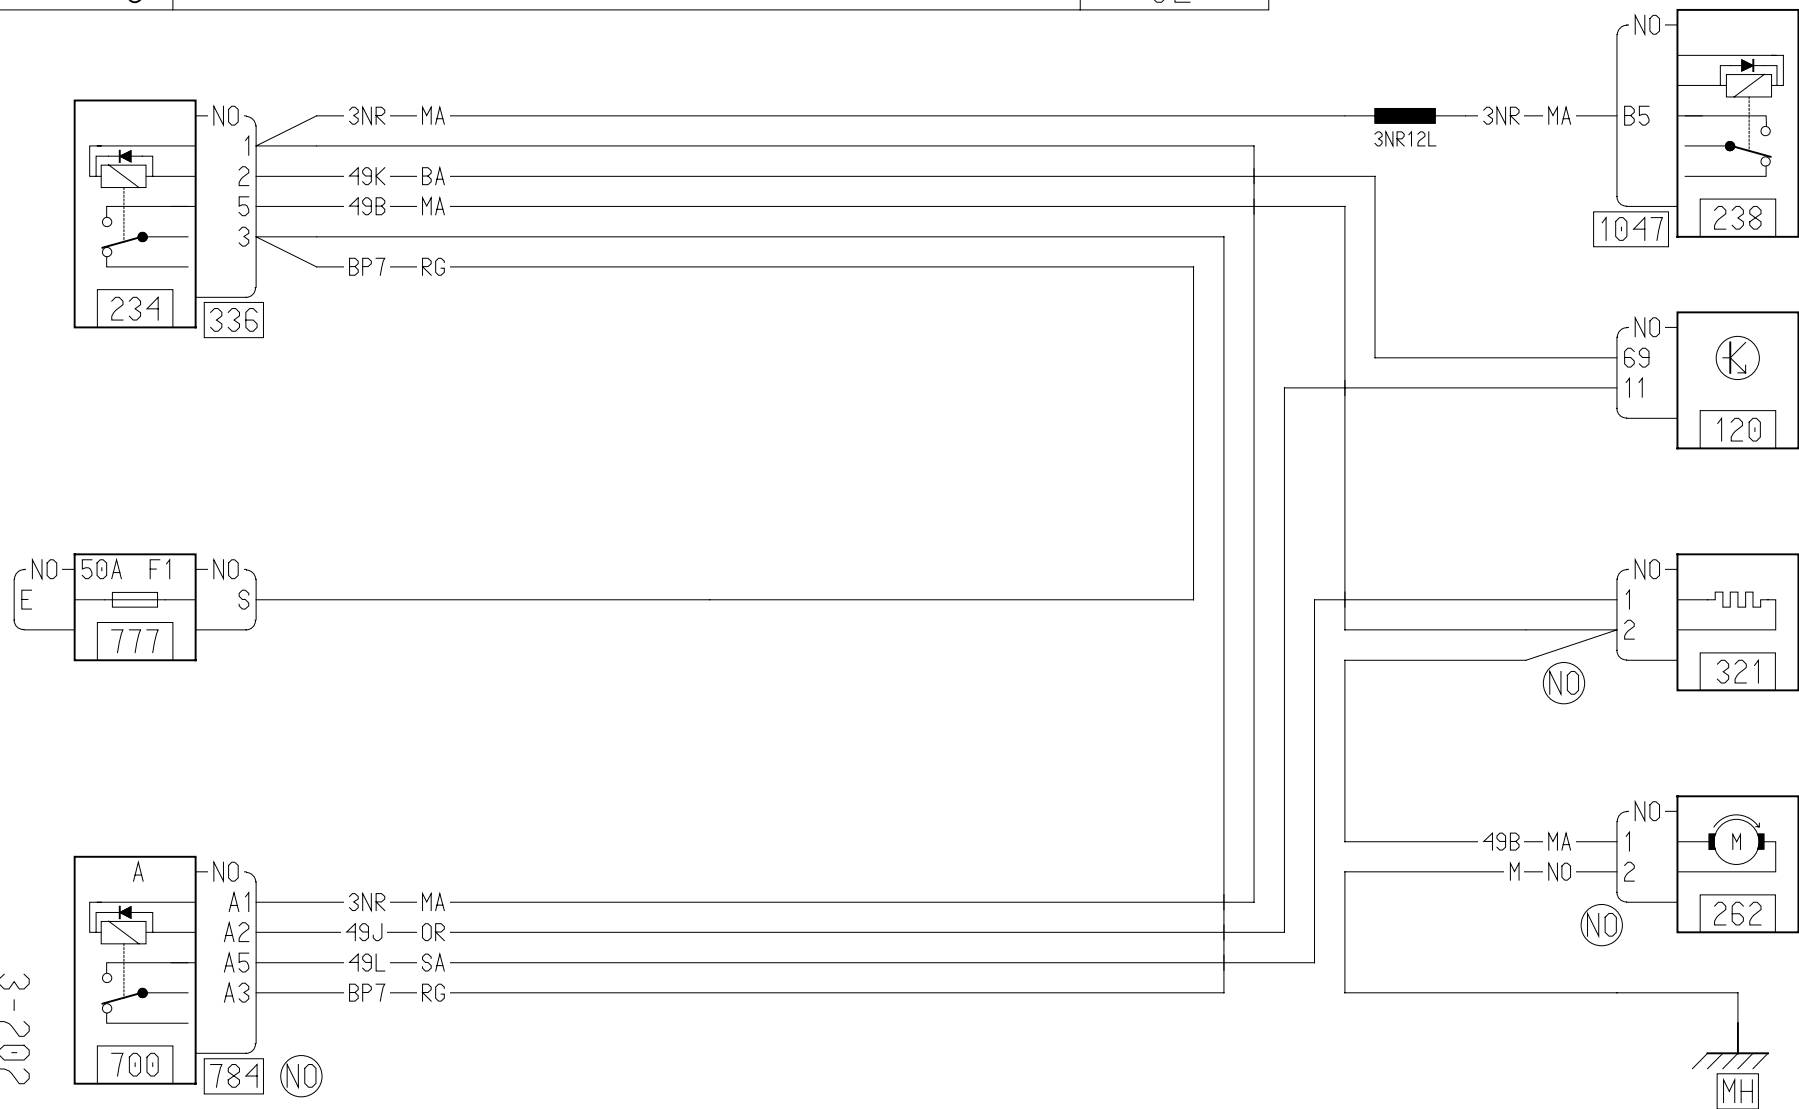 NO
3NR MA 3NR MA B5
3NR12L
1
2 49K BA
5 49B MA
3
BP7 RG
234
336
1047
238
NO
NO
69
11
120
NO 50A F1 NO
E S
777
NO
1
2
321
NO
NO
49B MA 1
M NO 2
262
NO
A NO
A1 3NR MA
A2 49J OR
A5 49L SA
A3 BP7 RG
700
784
NO
MH
3-202